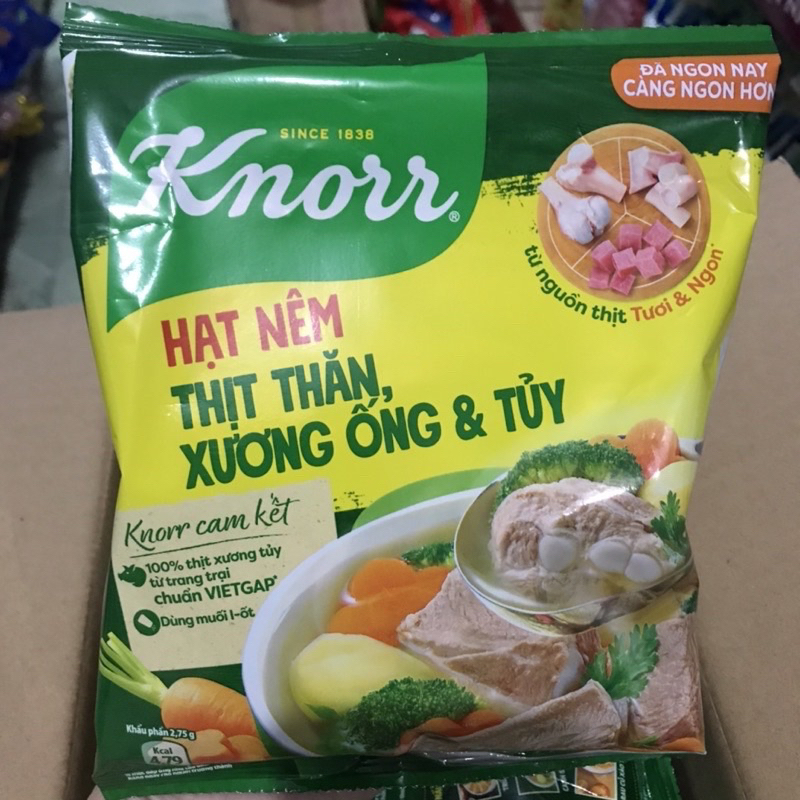 ĐÃ NGON NAY
CÀNG NGON HƠN
SINCE 1838
Knorr®
từ nguồn thịt Tươi & Ngon*
HẠT NÊM
THỊT THĂN,
XƯƠNG ỐNG & TỦY
Knorr cam kết
100% thịt xương tủy
từ trang trại
chuẩn VIETGAP*
Dùng muối I-ốt
Khẩu phần 2,75 g
Kcal
4,79